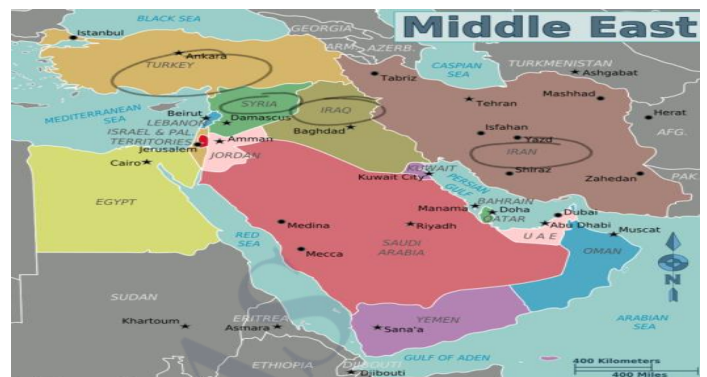 Middle East
BLACK SEA
Istanbul
GEORGIA
Ankara
TURKEY
ARM.
AZERB.
CASPIAN
SEA
TURKMENISTAN
Ashgabat
Tabriz
MEDITERRANEAN
SEA
SYRIA
IRAQ
Tehran
Mashhad
Beirut
LEBANON
Damascus
Herat
ISRAEL & PAL.
TERRITORIES
Baghdad
Isfahan
Yazd
AFG.
Jerusalem
Amman
JORDAN
IRAN
Cairo
KUWAIT
Kuwait City
Shiraz
Zahedan
PAK
EGYPT
PERSIAN
GULF
BAHRAIN
Manama
Doha
QATAR
Dubai
Abu Dhabi
U A E
Muscat
Medina
Riyadh
RED
SEA
SAUDI
ARABIA
Mecca
OMAN
N
SUDAN
Khartoum
ERITREA
Asmara
YEMEN
Sana'a
ARABIAN
SEA
ETHIOPIA
DJIBOUTI
Djibouti
GULF OF ADEN
400 Kilometers
400 Miles